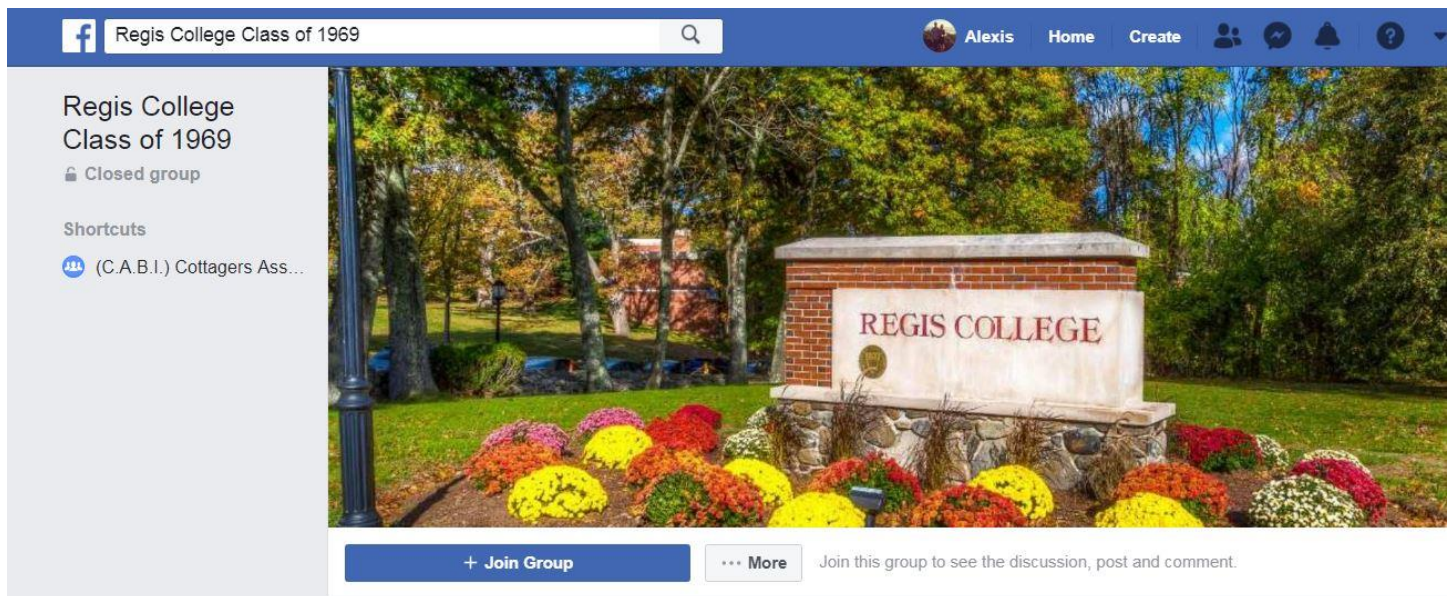 f
Regis College Class of 1969
Alexis Home Create ?
Regis College
Class of 1969
Closed group
Shortcuts
(C.A.B.I.) Cottagers Ass...
REGIS COLLEGE
+ Join Group
··· More
Join this group to see the discussion, post and comment.